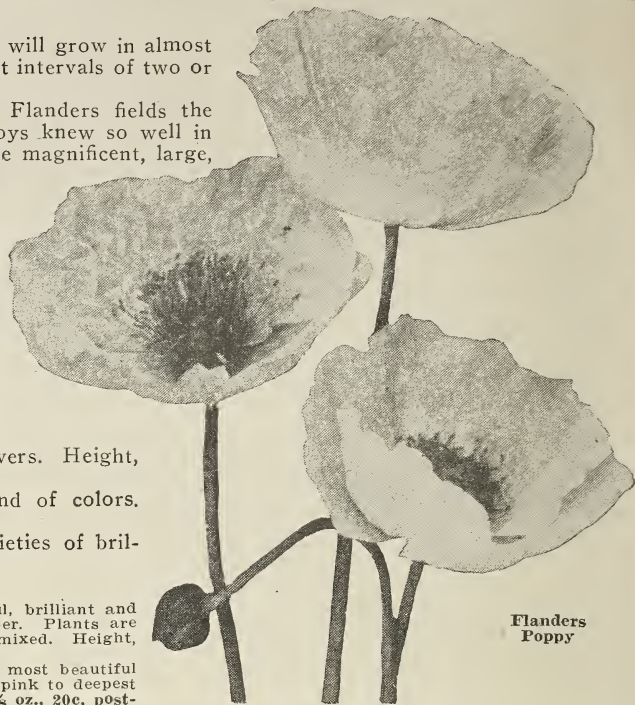 will grow in almost
t intervals of two or
Flanders fields the
oys knew so well in
e magnificent, large,
vers. Height,
nd of colors.
ieties of bril-
ul, brilliant and
er. Plants are
mixed. Height,
most beautiful
pink to deepest
oz., 20c, post-
Flanders
Poppy